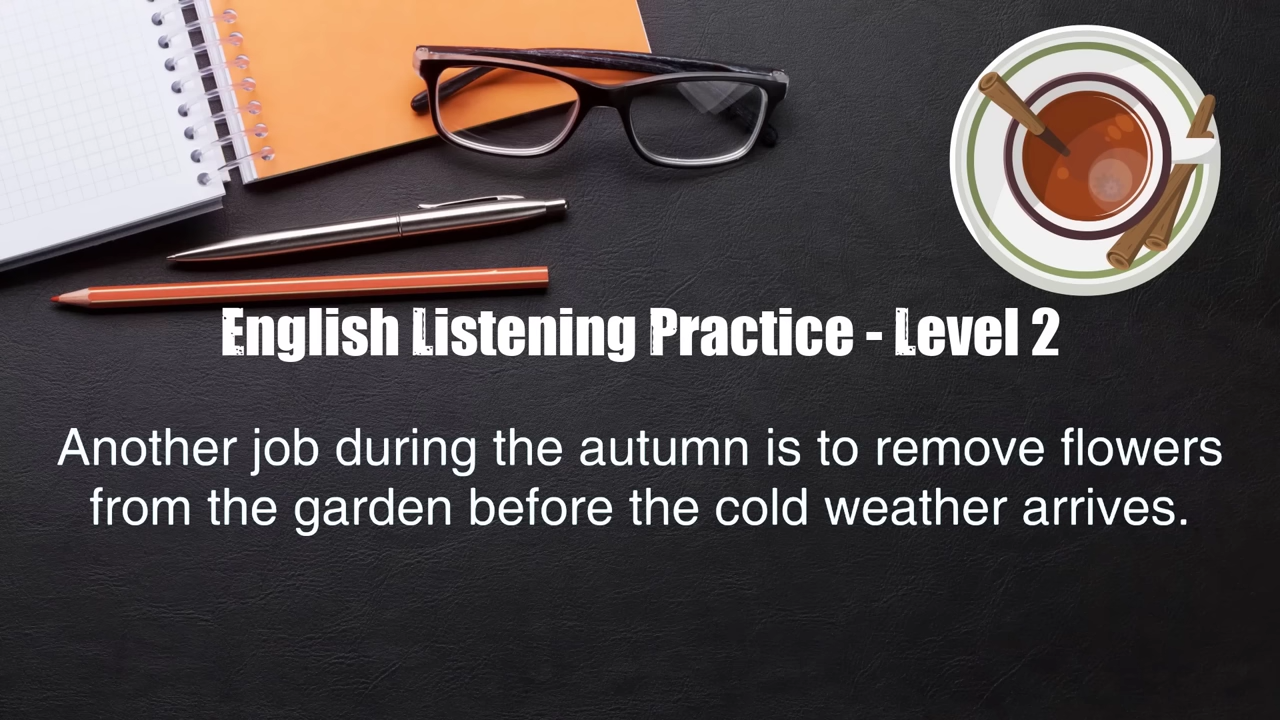 English Listening Practice - Level 2
Another job during the autumn is to remove flowers
from the garden before the cold weather arrives.